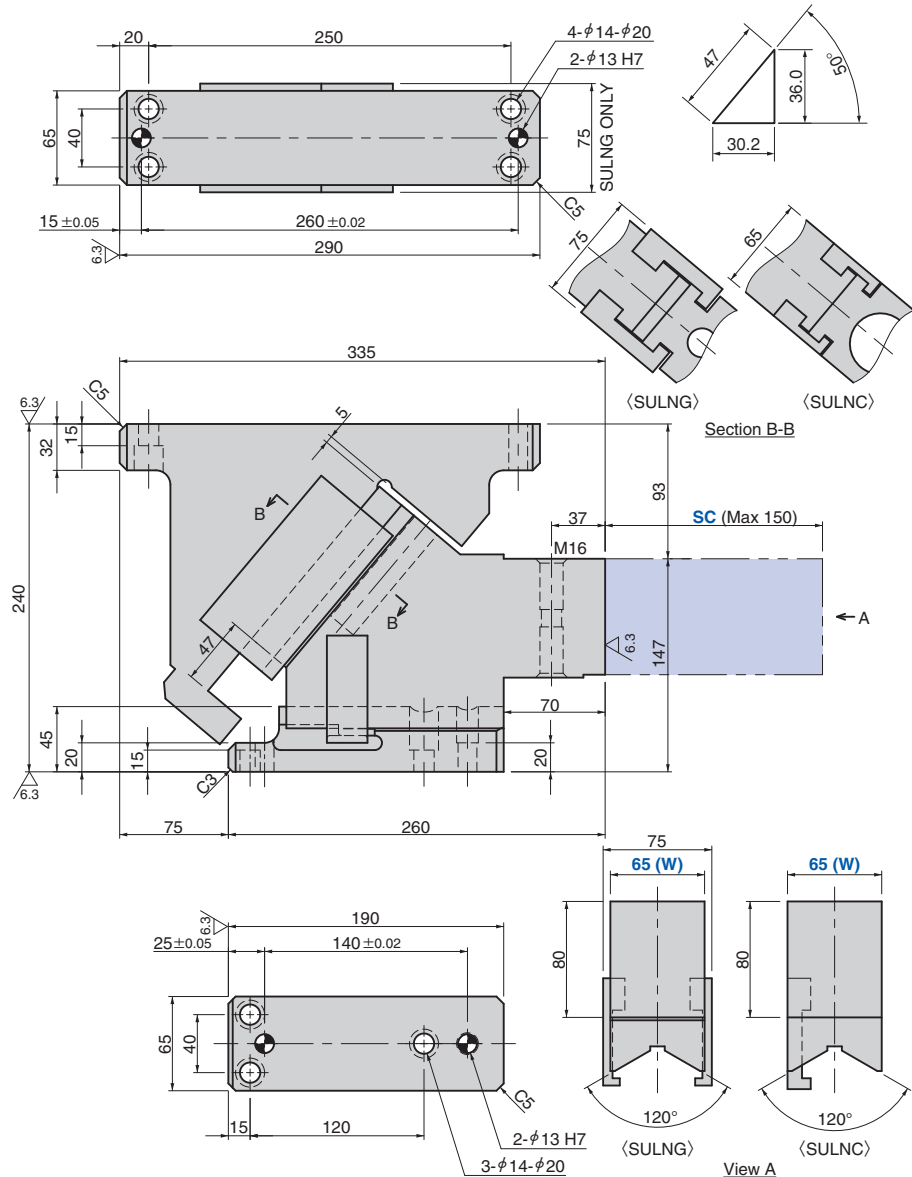 20
250
4-φ14-φ20
2-φ13 H7
65
40
75
SULNG ONLY
C5
15 ±0.05
260 ±0.02
290
6.3
47
50°
36.0
30.2
75
65
〈SULNG〉
〈SULNC〉
Section B-B
335
C5
6.3
15
32
5
B
B
93
37
SC (Max 150)
M16
A
6.3
147
240
47
70
45
20
15
20
C3
6.3
75
260
190
6.3
25 ±0.05
140 ±0.02
65
40
C5
15
120
2-φ13 H7
3-φ14-φ20
75
65 (W)
65 (W)
80
80
120°
120°
〈SULNG〉
〈SULNC〉
View A